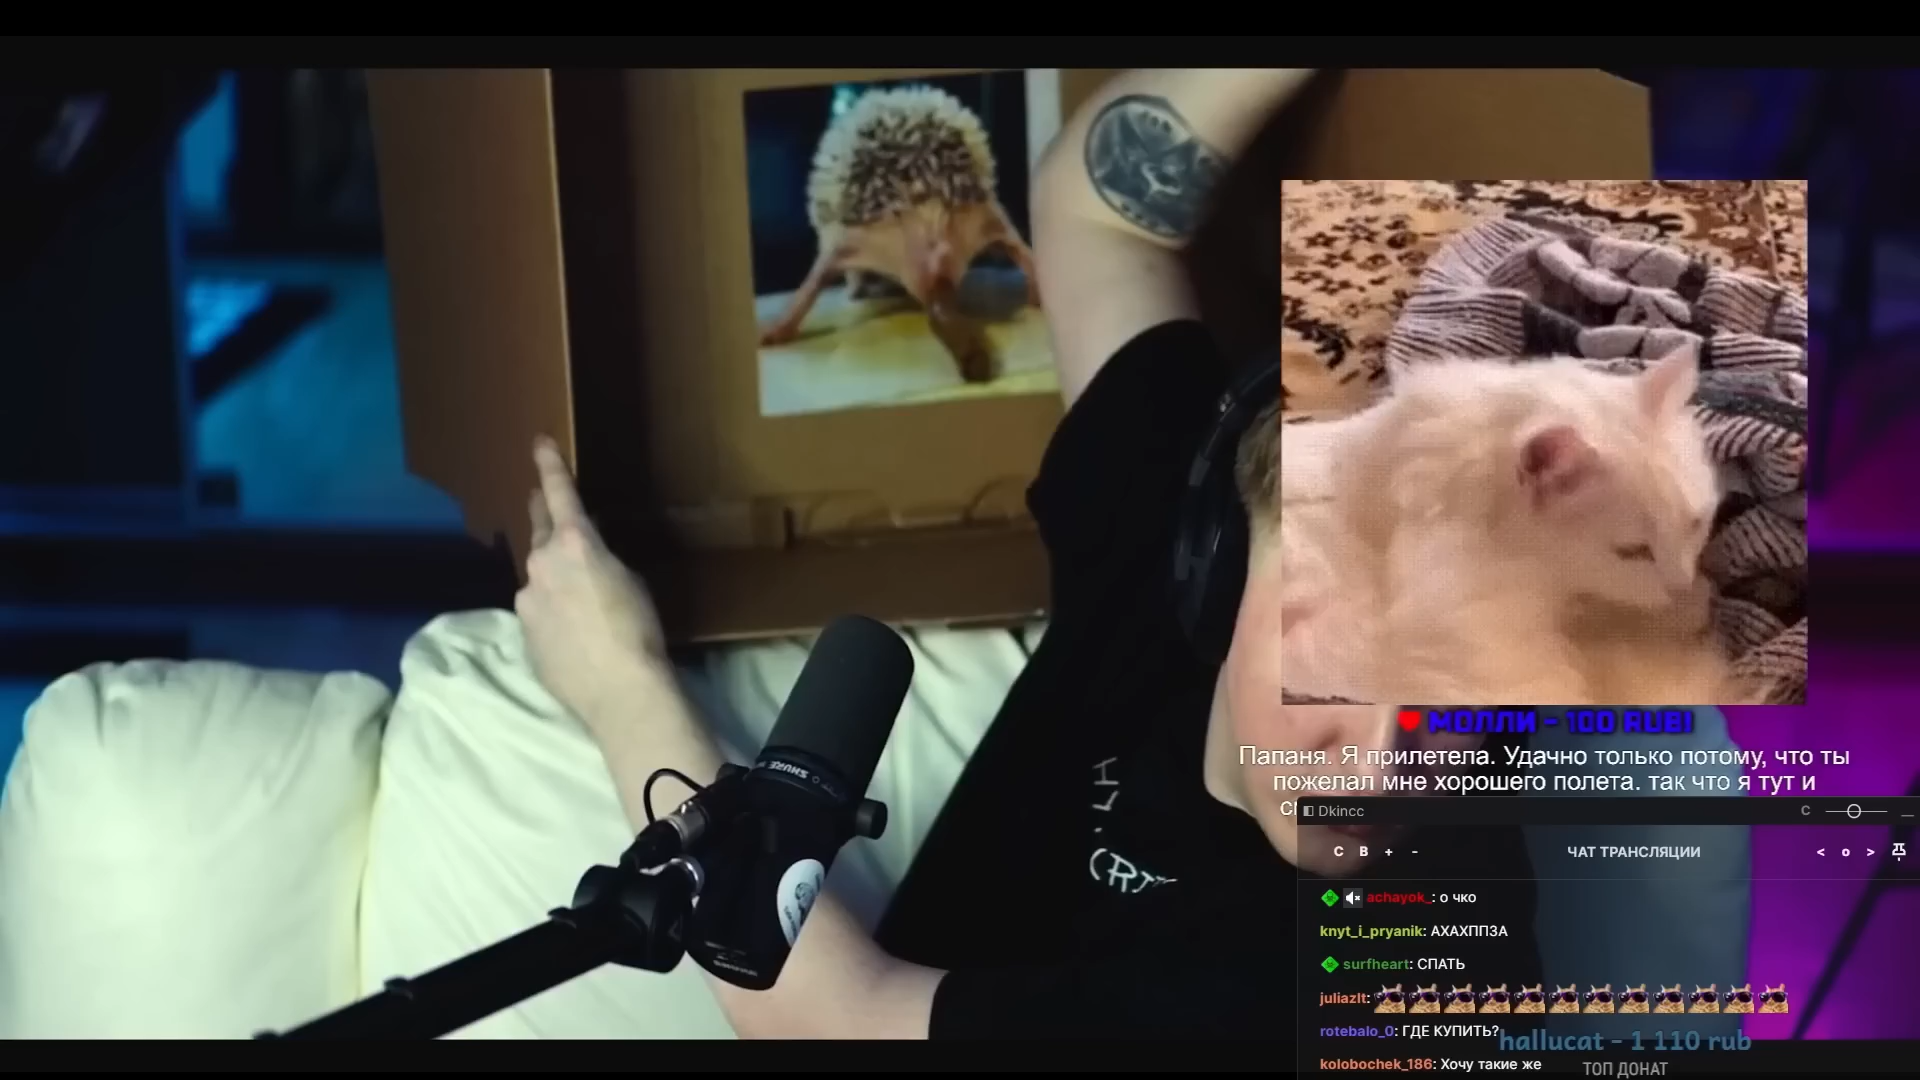 SHURE
МОЛЛИ - 100 RUB!
Папаня. Я прилетела. Удачно только потому, что ты
пожелал мне хорошего полета. так что я тут и
Dkincc
C
C B + -
ЧАТ ТРАНСЛЯЦИИ
< o >
achayok_: о чко
knyt_i_pryanik: АХАХППЗА
surfheart: СПАТЬ
juliazlt:
rotebalo_0: ГДЕ КУПИТЬ?
hallucat - 1 110 rub
kolobochek_186: Хочу такие же
ТОП ДОНАТ